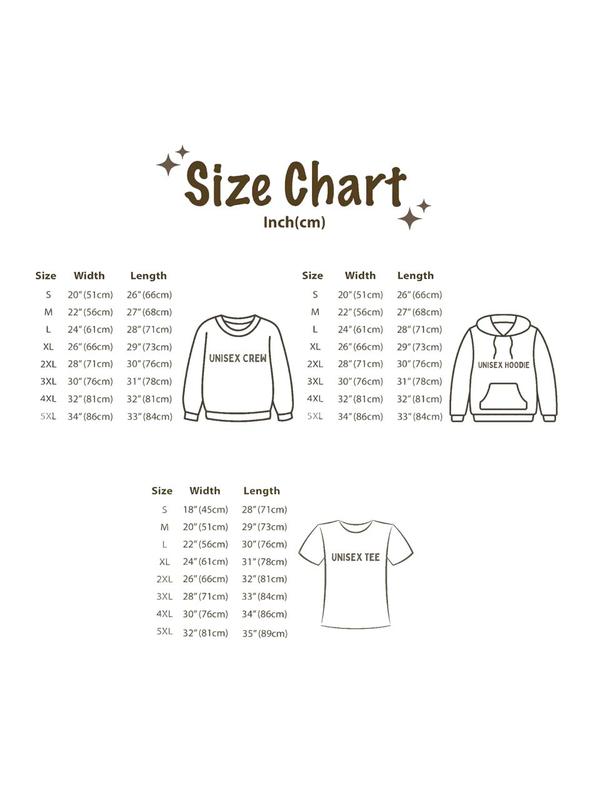 Size Chart
Inch(cm)
Size Width Length
S 20"(51cm) 26"(66cm)
M 22"(56cm) 27"(68cm)
L 24"(61cm) 28"(71cm)
XL 26"(66cm) 29"(73cm)
2XL 28"(71cm) 30"(76cm)
3XL 30"(76cm) 31"(78cm)
4XL 32"(81cm) 32"(81cm)
5XL 34"(86cm) 33"(84cm)
UNISEX CREW
Size Width Length
S 20"(51cm) 26"(66cm)
M 22"(56cm) 27"(68cm)
L 24"(61cm) 28"(71cm)
XL 26"(66cm) 29"(73cm)
2XL 28"(71cm) 30"(76cm)
3XL 30"(76cm) 31"(78cm)
4XL 32"(81cm) 32"(81cm)
5XL 34"(86cm) 33"(84cm)
UNISEX HOODIE
Size Width Length
S 18"(45cm) 28"(71cm)
M 20"(51cm) 29"(73cm)
L 22"(56cm) 30"(76cm)
XL 24"(61cm) 31"(78cm)
2XL 26"(66cm) 32"(81cm)
3XL 28"(71cm) 33"(84cm)
4XL 30"(76cm) 34"(86cm)
5XL 32"(81cm) 35"(89cm)
UNISEX TEE